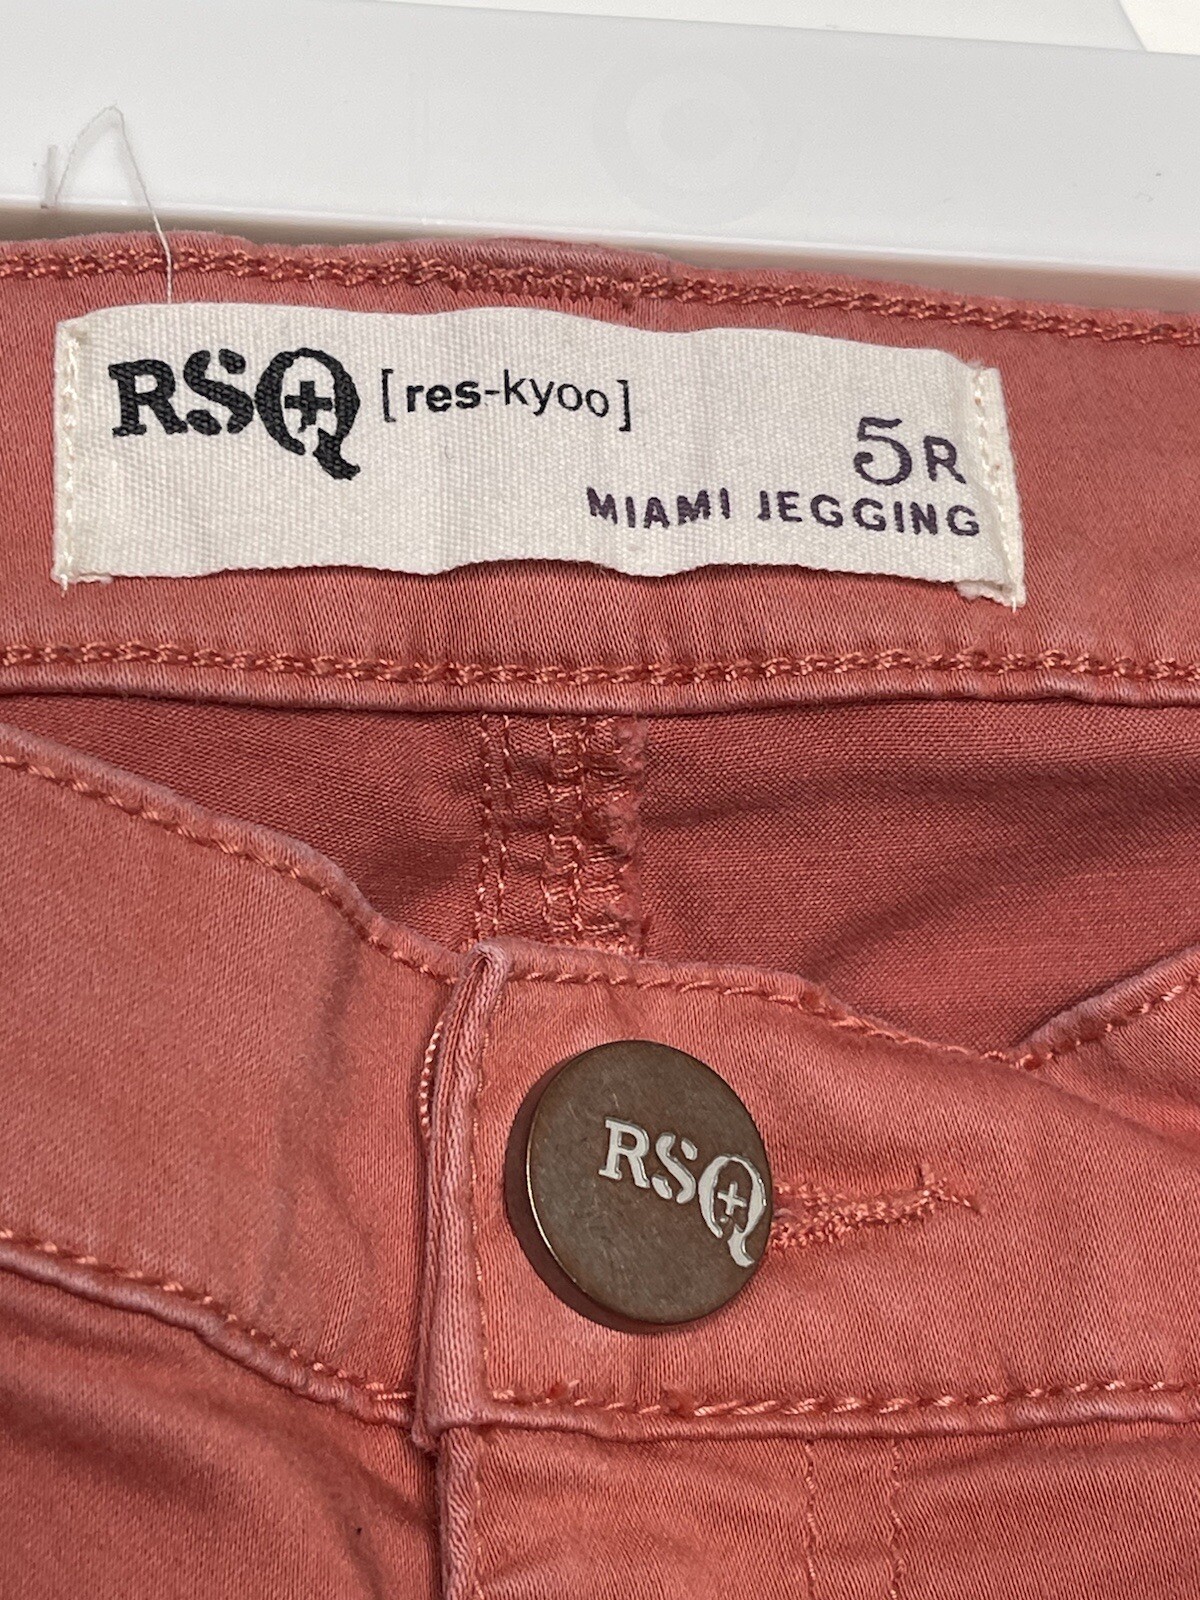 RSQ [res-kyoo]
5R
MIAMI JEGGING
RSQ